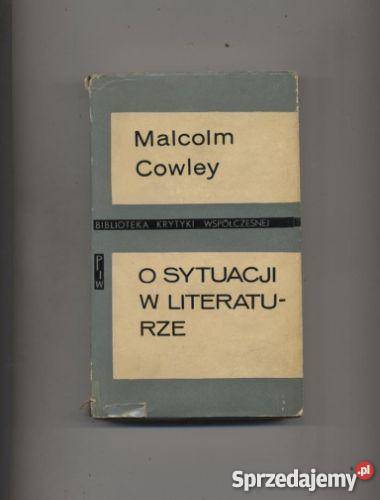 Malcolm
Cowley
BIBLIOTEKA KRYTYKI WSPÓŁCZESNEJ
PIW
O SYTUACJI
W LITERATU-
RZE
Sprzedajemy.pl